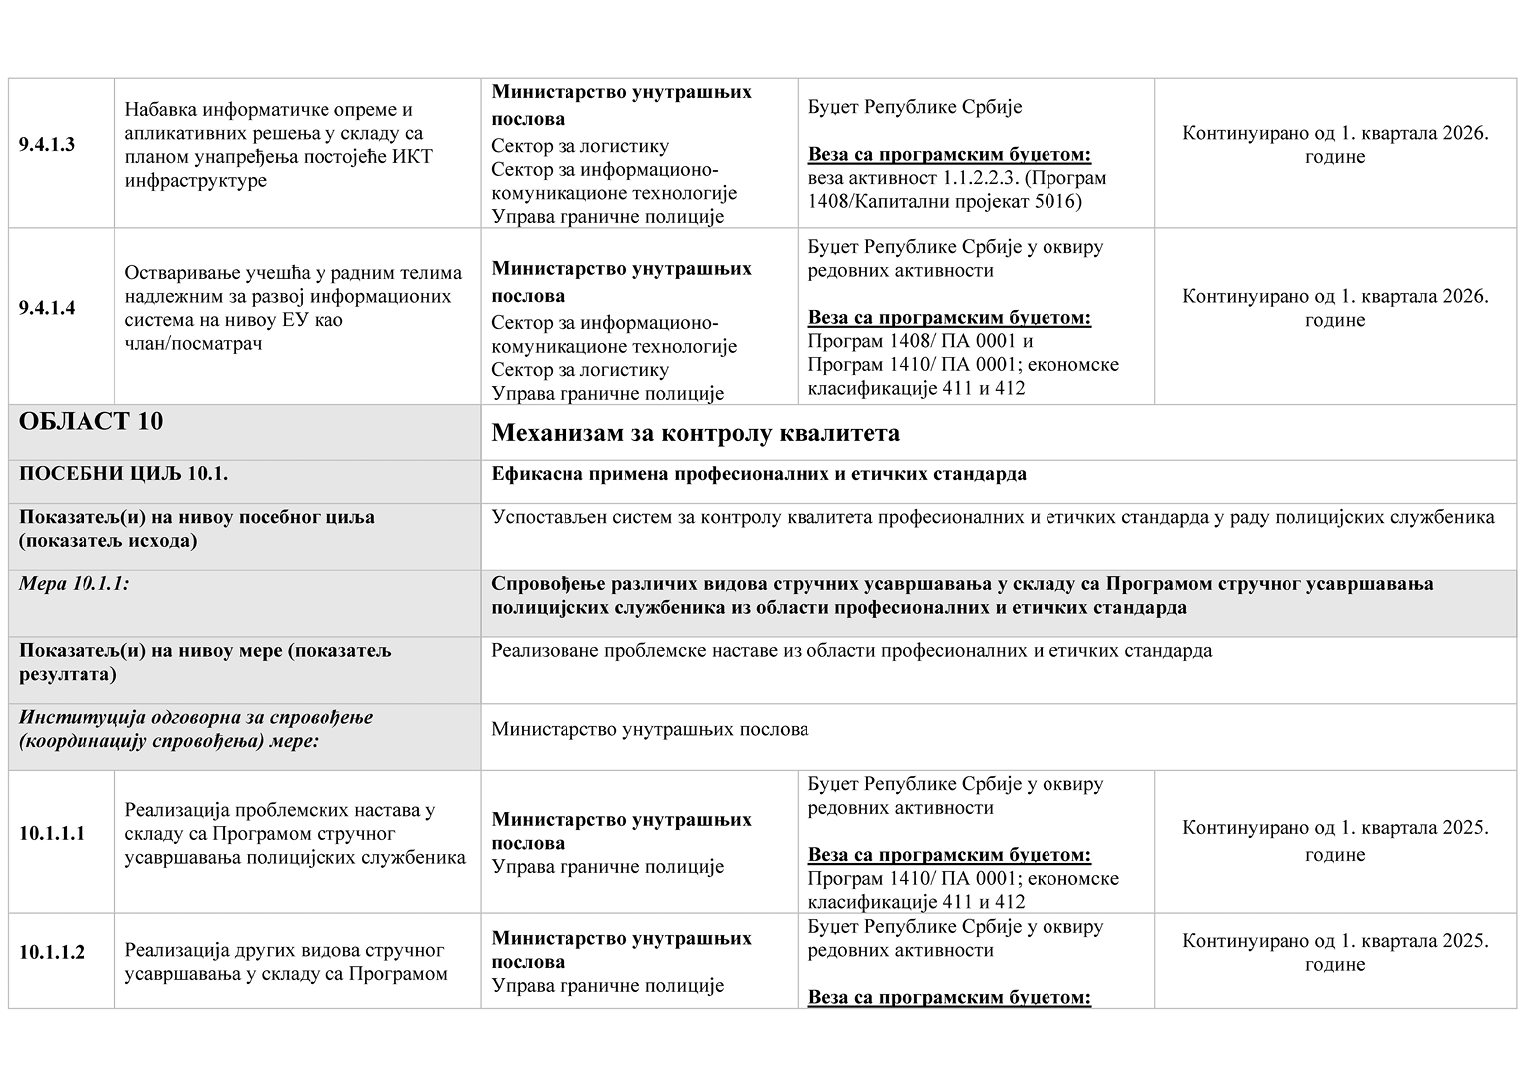 9.4.1.3
Набавка информатичке опреме и
апликативних решења у складу са
планом унапређења постојеће ИКТ
инфраструктуре
Министарство унутрашњих
послова
Сектор за логистику
Сектор за информационо-
комуникационе технологије
Управа граничне полиције
Буџет Републике Србије
Веза са програмским буџетом:
веза активност 1.1.2.2.3. (Програм
1408/Капитални пројекат 5016)
Континуирано од 1. квартала 2026.
године
9.4.1.4
Остваривање учешћа у радним телима
надлежним за развој информационих
система на нивоу ЕУ као
члан/посматрач
Министарство унутрашњих
послова
Сектор за информационо-
комуникационе технологије
Сектор за логистику
Управа граничне полиције
Буџет Републике Србије у оквиру
редовних активности
Веза са програмским буџетом:
Програм 1408/ ПА 0001 и
Програм 1410/ ПА 0001; економске
класификације 411 и 412
Континуирано од 1. квартала 2026.
године
ОБЛАСТ 10
Механизам за контролу квалитета
ПОСЕБНИ ЦИЉ 10.1.
Ефикасна примена професионалних и етичких стандарда
Показатељ(и) на нивоу посебног циља
(показатељ исхода)
Успостављен систем за контролу квалитета професионалних и етичких стандарда у раду полицијских службеника
Мера 10.1.1:
Спровођење различих видова стручних усавршавања у складу са Програмом стручног усавршавања
полицијских службеника из области професионалних и етичких стандарда
Показатељ(и) на нивоу мере (показатељ
резултата)
Реализоване проблемске наставе из области професионалних и етичких стандарда
Институција одговорна за спровођење
(координацију спровођења) мере:
Министарство унутрашњих послова
10.1.1.1
Реализација проблемских настава у
складу са Програмом стручног
усавршавања полицијских службеника
Министарство унутрашњих
послова
Управа граничне полиције
Буџет Републике Србије у оквиру
редовних активности
Веза са програмским буџетом:
Програм 1410/ ПА 0001; економске
класификације 411 и 412
Континуирано од 1. квартала 2025.
године
10.1.1.2
Реализација других видова стручног
усавршавања у складу са Програмом
Министарство унутрашњих
послова
Управа граничне полиције
Буџет Републике Србије у оквиру
редовних активности
Веза са програмским буџетом:
Континуирано од 1. квартала 2025.
године